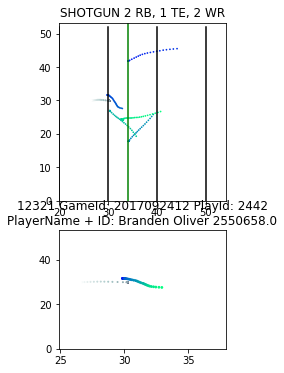 SHOTGUN 2 RB, 1 TE, 2 WR
50
40
30
20
10
0
20 30 40 50
12321 GameId: 2017092412 PlayId: 2442
PlayerName + ID: Branden Oliver 2550658.0
40
20
0
25 30 35